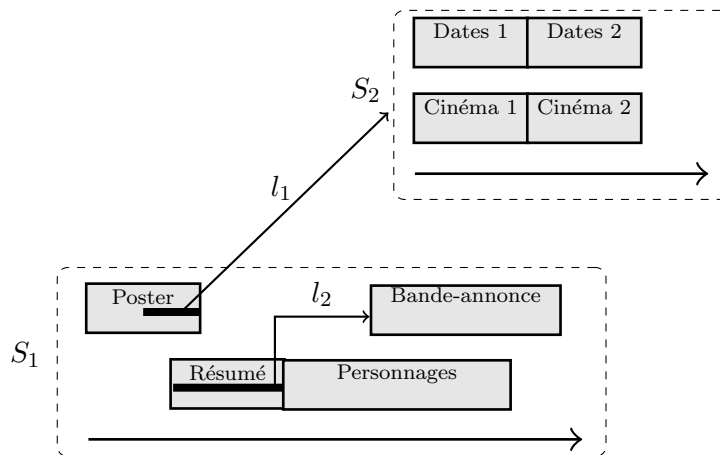 Dates 1 Dates 2
S2
Cinéma 1 Cinéma 2
l1
Poster
l2
Bande-annonce
S1
Résumé Personnages